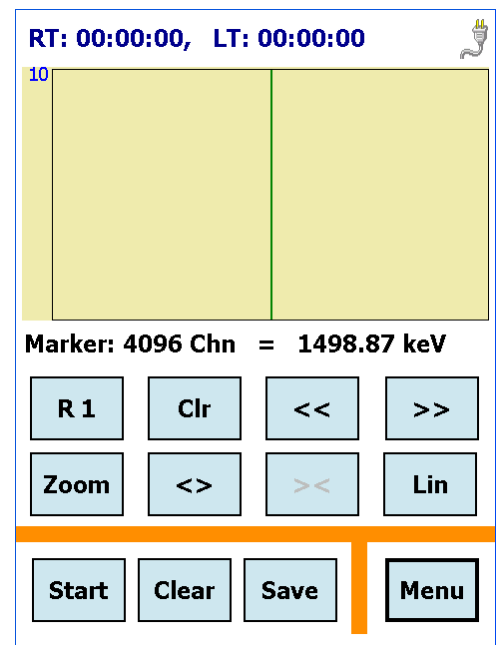 RT: 00:00:00, LT: 00:00:00
10
Marker: 4096 Chn = 1498.87 keV
R 1 Clr << >>
Zoom <> >< Lin
Start Clear Save Menu